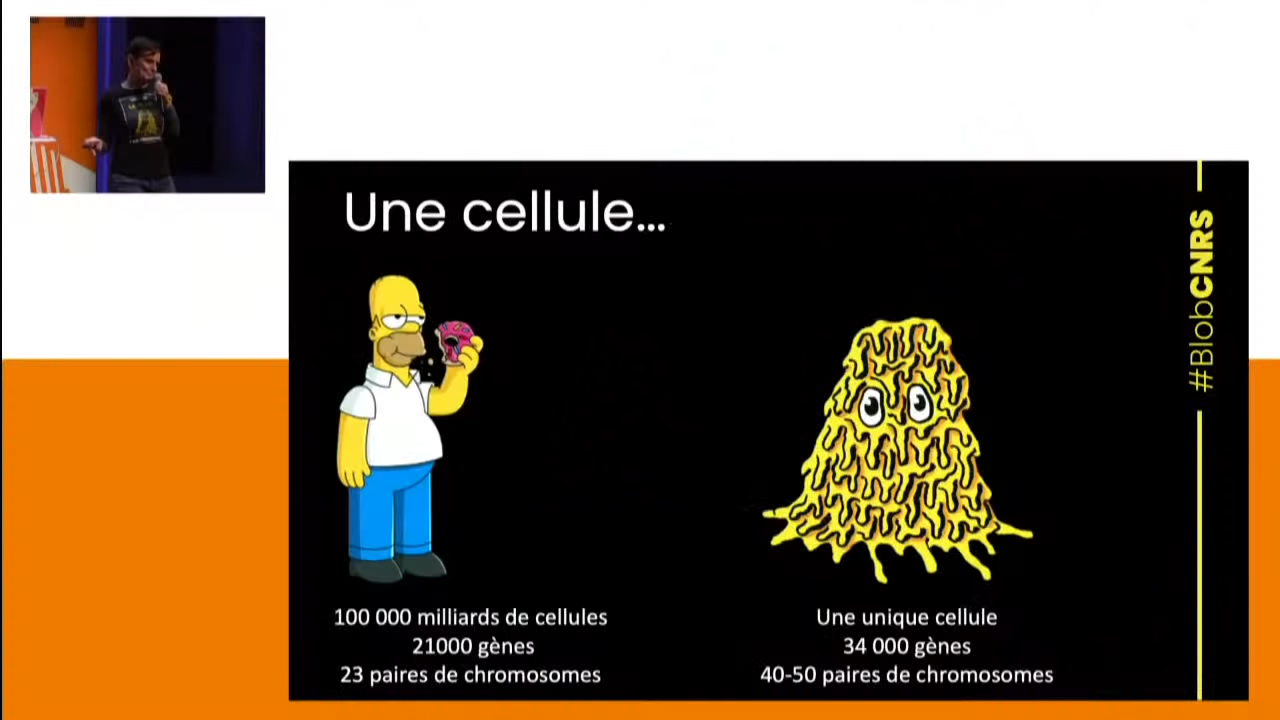 Une cellule...
#BlobCNRS
100 000 milliards de cellules
21000 gènes
23 paires de chromosomes
Une unique cellule
34 000 gènes
40-50 paires de chromosomes